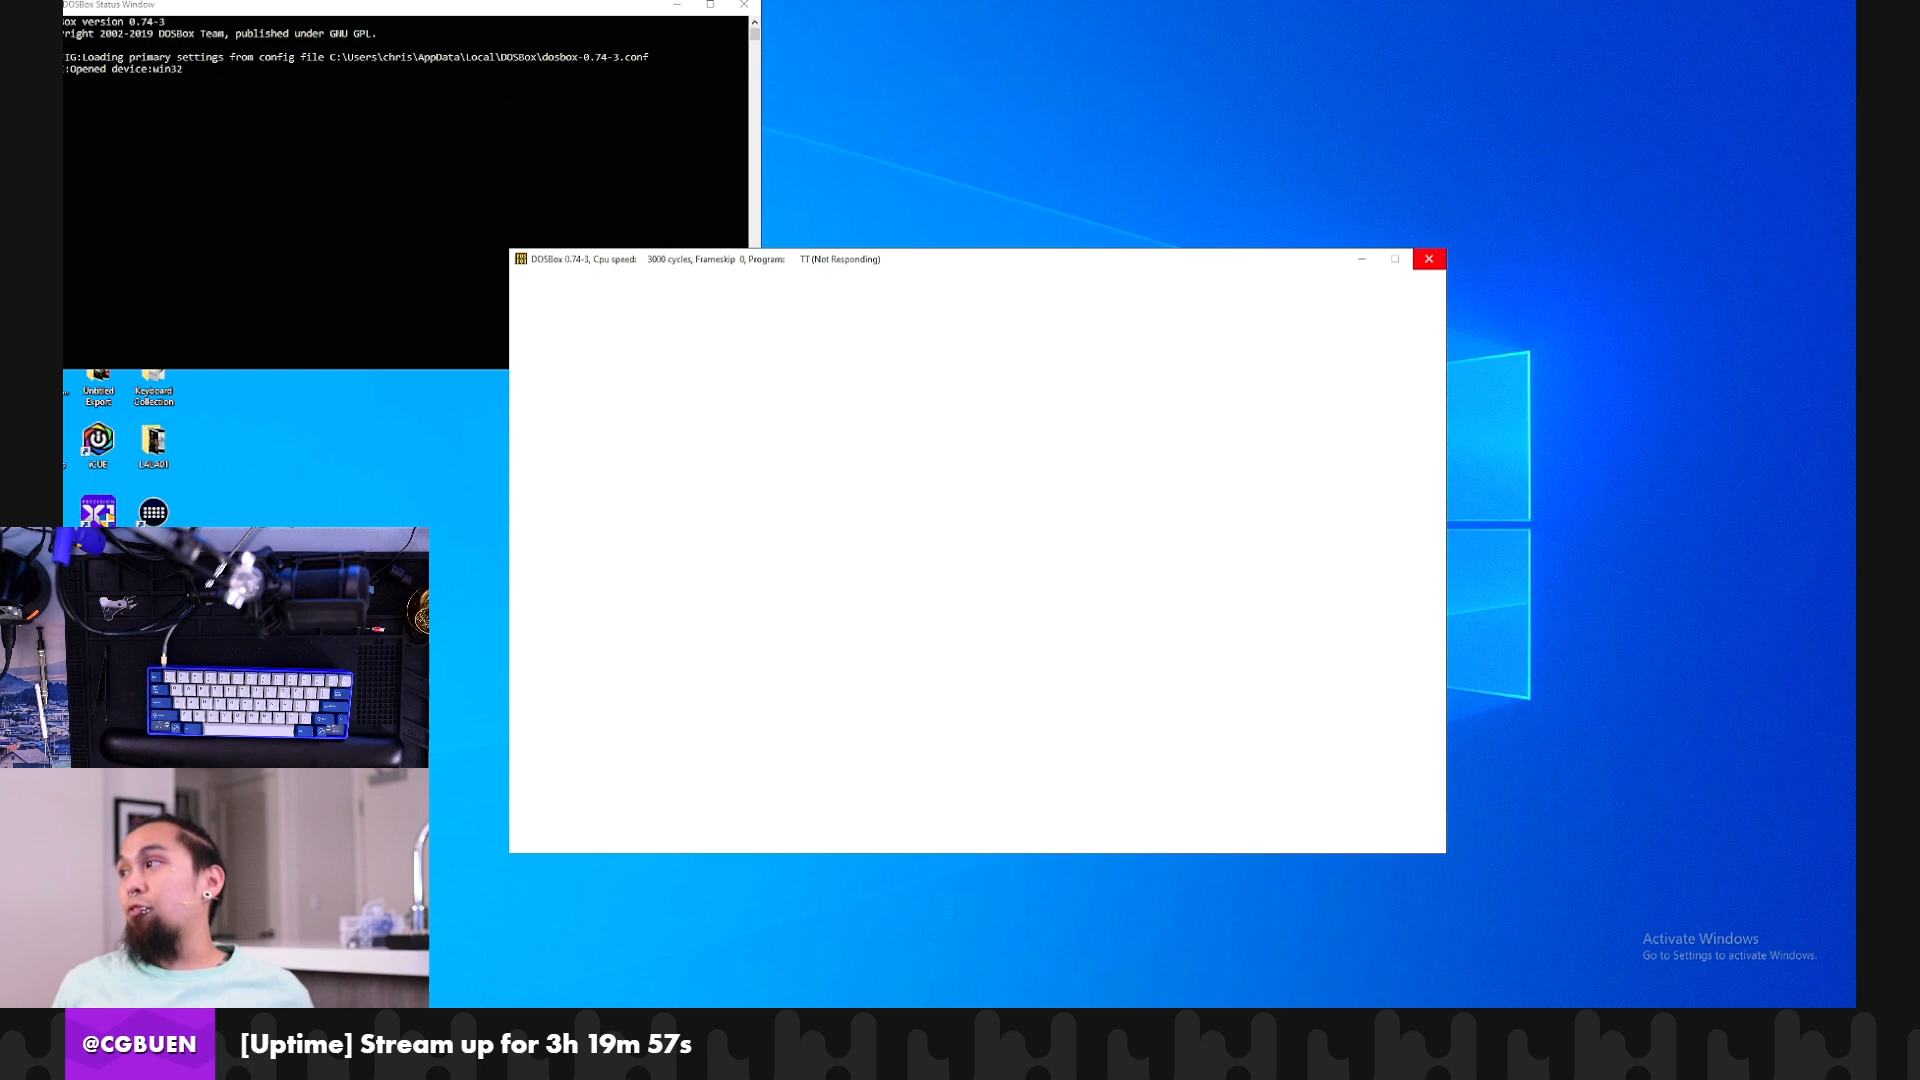 DOSBox Status Window
Box version 0.74-3
right 2002-2019 DOSBox Team, published under GNU GPL.
IG:Loading primary settings from config file C:\Users\chris\AppData\Local\DOSBox\dosbox-0.74-3.conf
:Opened device:win32
DOSBox 0.74-3, Cpu speed: 3000 cycles, Frameskip 0, Program: TT (Not Responding)
Untitled Export
Keyboard Collection
iCUE
LALA01
PRECISION
X1
Activate Windows
Go to Settings to activate Windows.
@CGBUEN
[Uptime] Stream up for 3h 19m 57s